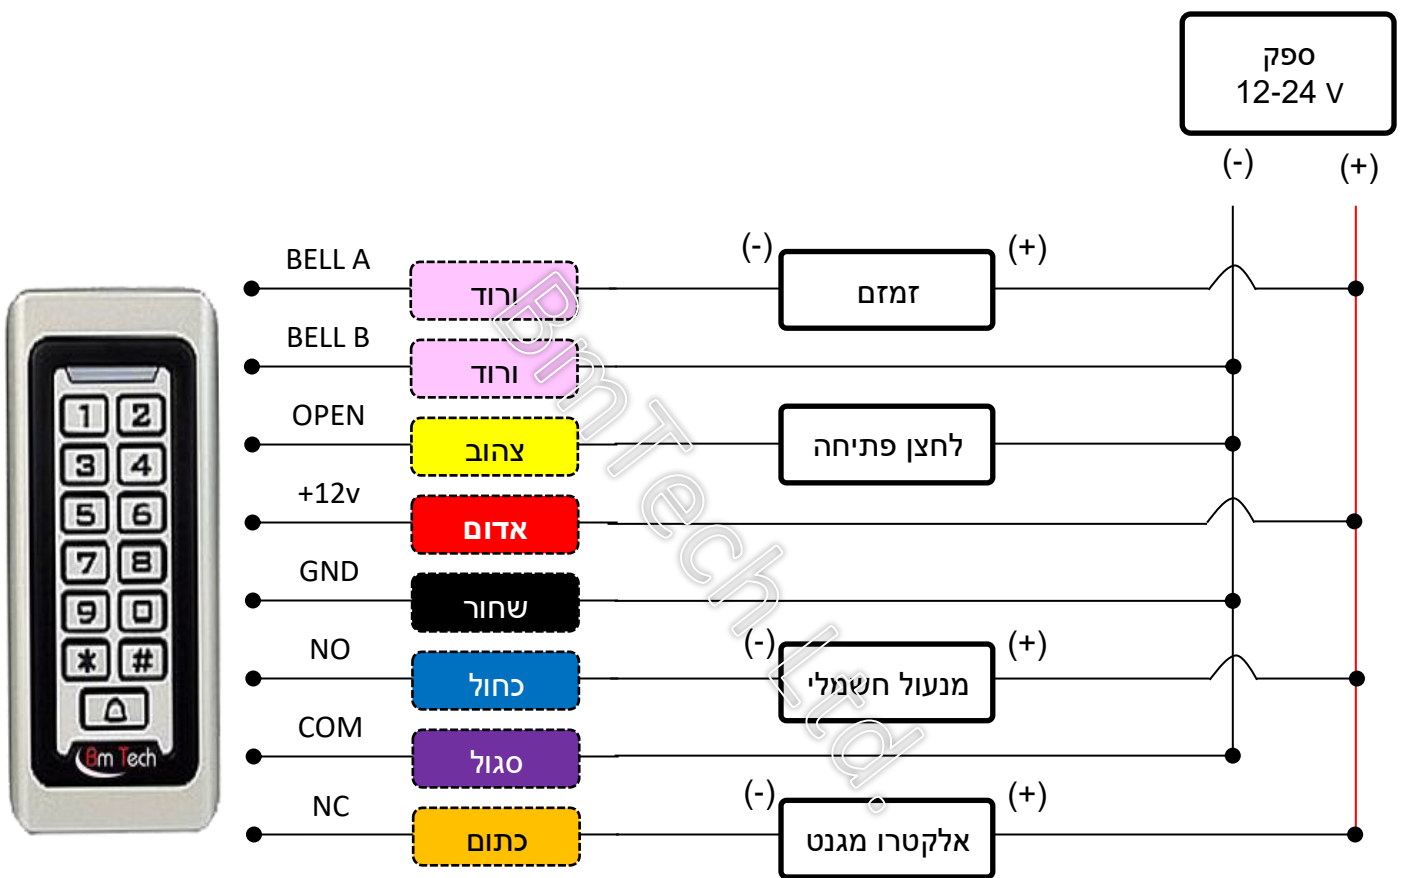 ספק
12-24 V
(-)
(+)
BELL A
ורוד
(-)
זמזם
(+)
BELL B
ורוד
OPEN
צהוב
לחצן פתיחה
+12v
אדום
GND
שחור
NO
כחול
(-)
מנעול חשמלי
(+)
COM
סגול
NC
כתום
(-)
אלקטרו מגנט
(+)
1 2
3 4
5 6
7 8
9 0
* #
Bm Tech
BmTech Ltd.